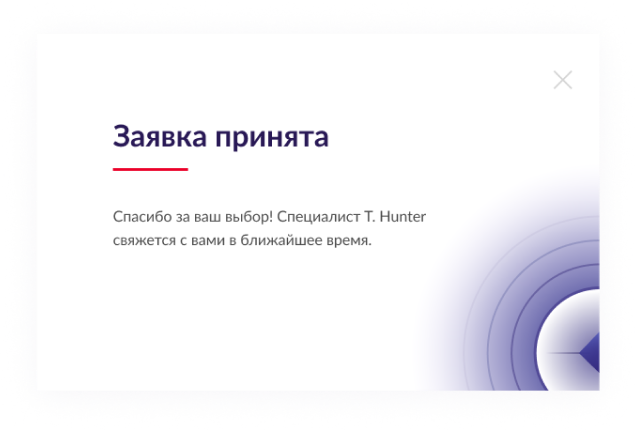 Заявка принята
Спасибо за ваш выбор! Специалист T. Hunter
свяжется с вами в ближайшее время.